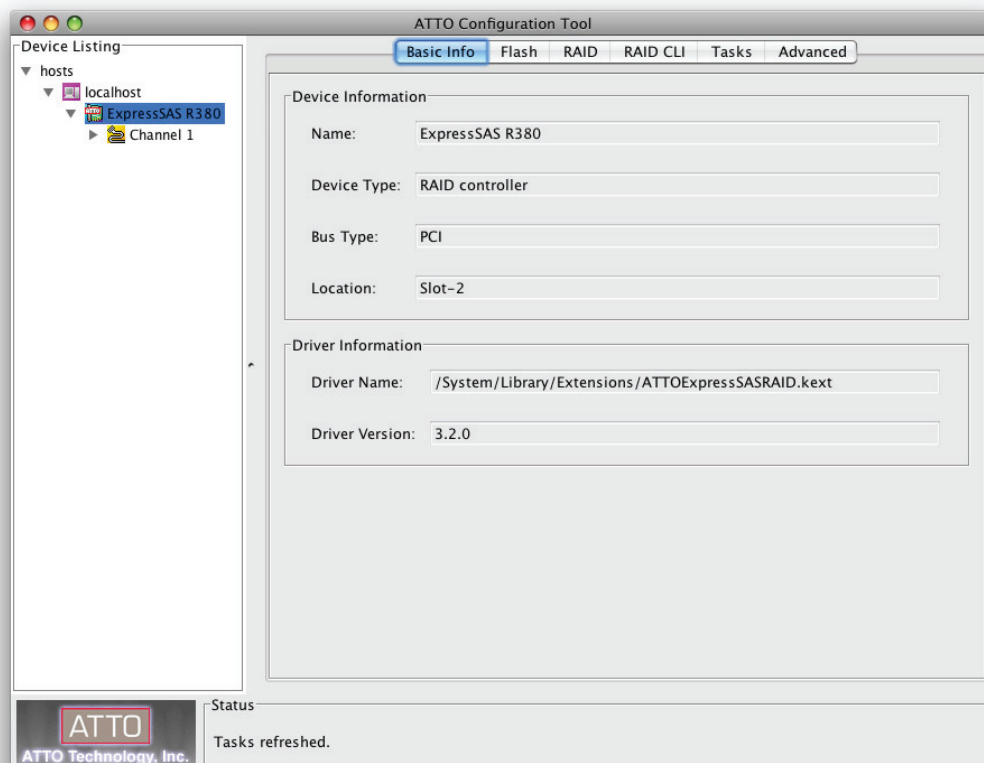 ATTO Configuration Tool
Device Listing
hosts
localhost
ExpressSAS R380
Channel 1
Basic Info Flash RAID RAID CLI Tasks Advanced
Device Information
Name: ExpressSAS R380
Device Type: RAID controller
Bus Type: PCI
Location: Slot-2
Driver Information
Driver Name: /System/Library/Extensions/ATTOExpressSASRAID.kext
Driver Version: 3.2.0
ATTO
ATTO Technology, Inc.
Status
Tasks refreshed.